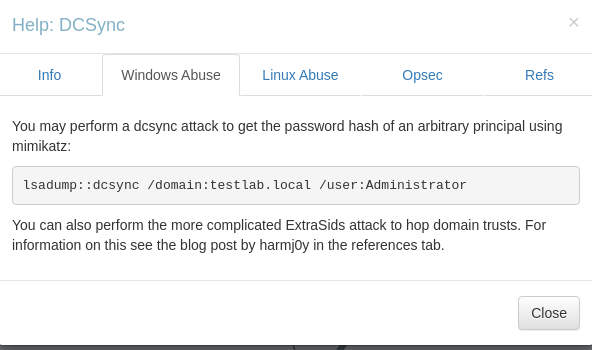 Help: DCSync
×
Info
Windows Abuse
Linux Abuse
Opsec
Refs
You may perform a dcsync attack to get the password hash of an arbitrary principal using
mimikatz:
lsadump::dcsync /domain:testlab.local /user:Administrator
You can also perform the more complicated ExtraSids attack to hop domain trusts. For
information on this see the blog post by harmj0y in the references tab.
Close